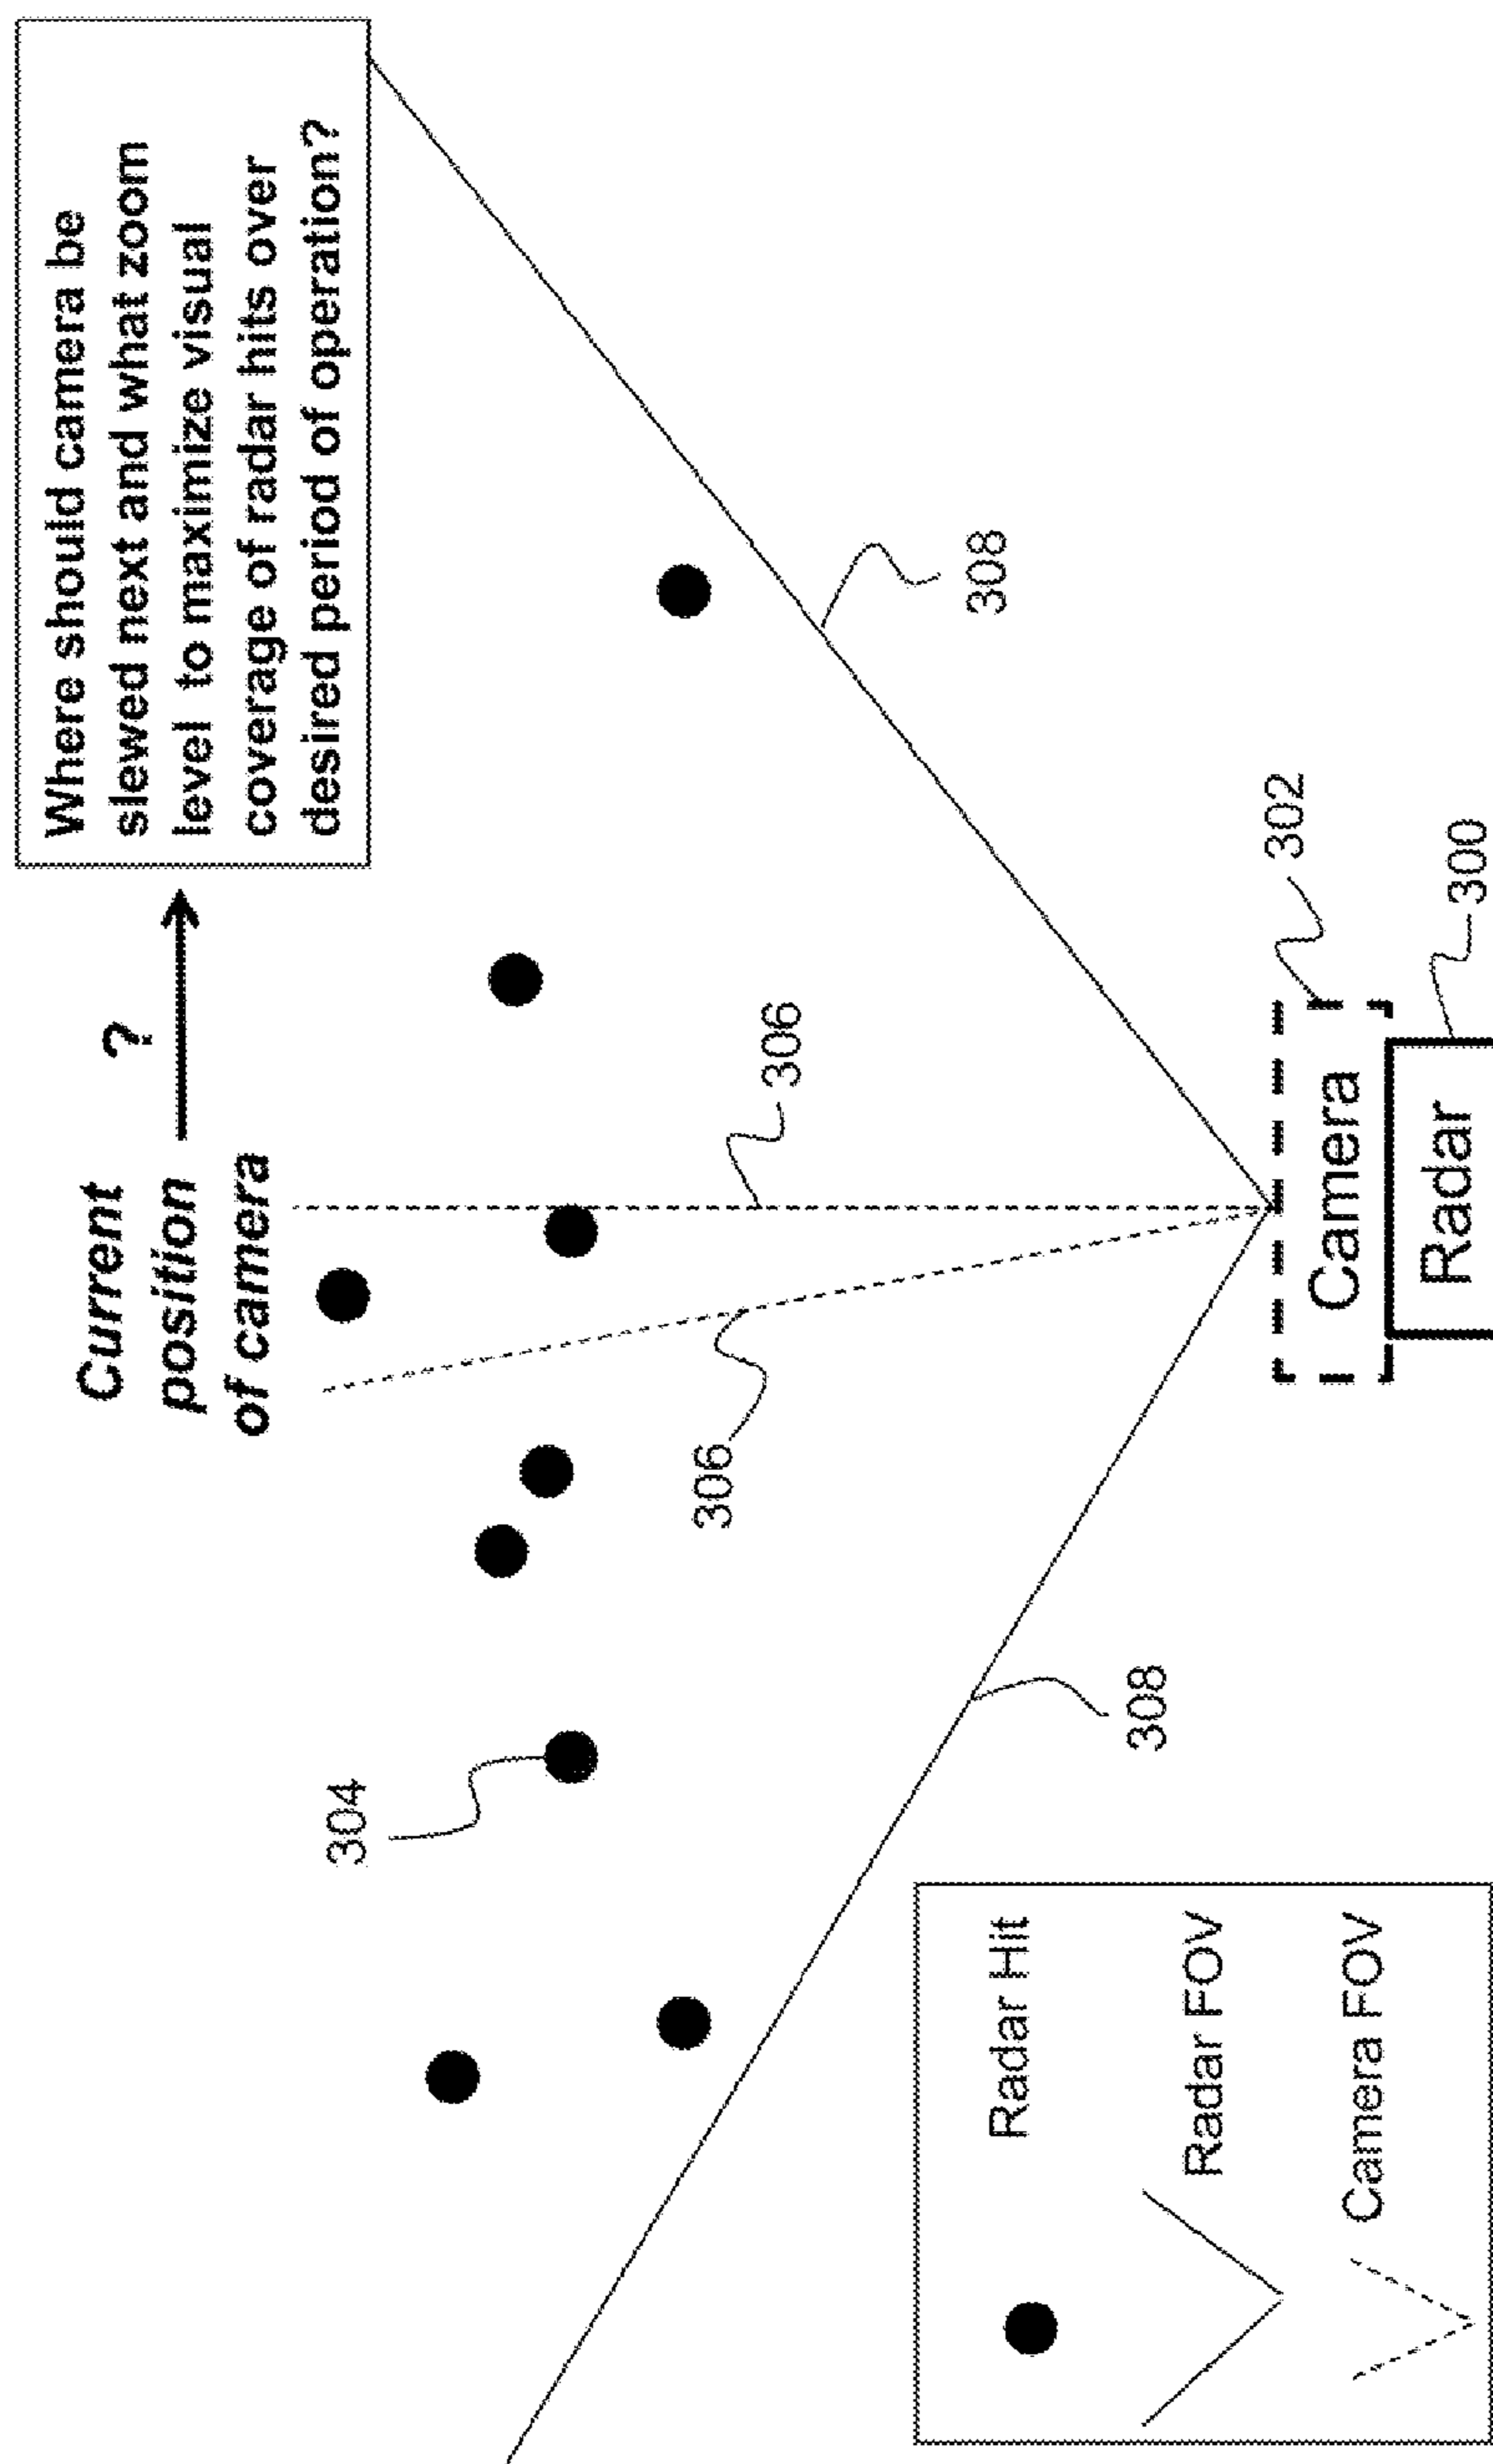 Current
position
of camera
?
Where should camera be
slewed next and what zoom
level to maximize visual
coverage of radar hits over
desired period of operation?
304
306
306
308
308
302
Camera
Radar
300
Radar Hit
Radar FOV
Camera FOV